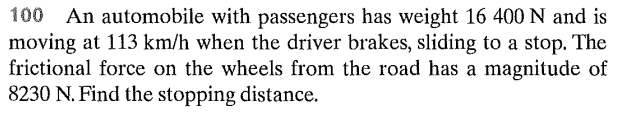 100 An automobile with passengers has weight 16 400 N and is
moving at 113 km/h when the driver brakes, sliding to a stop. The
frictional force on the wheels from the road has a magnitude of
8230 N. Find the stopping distance.